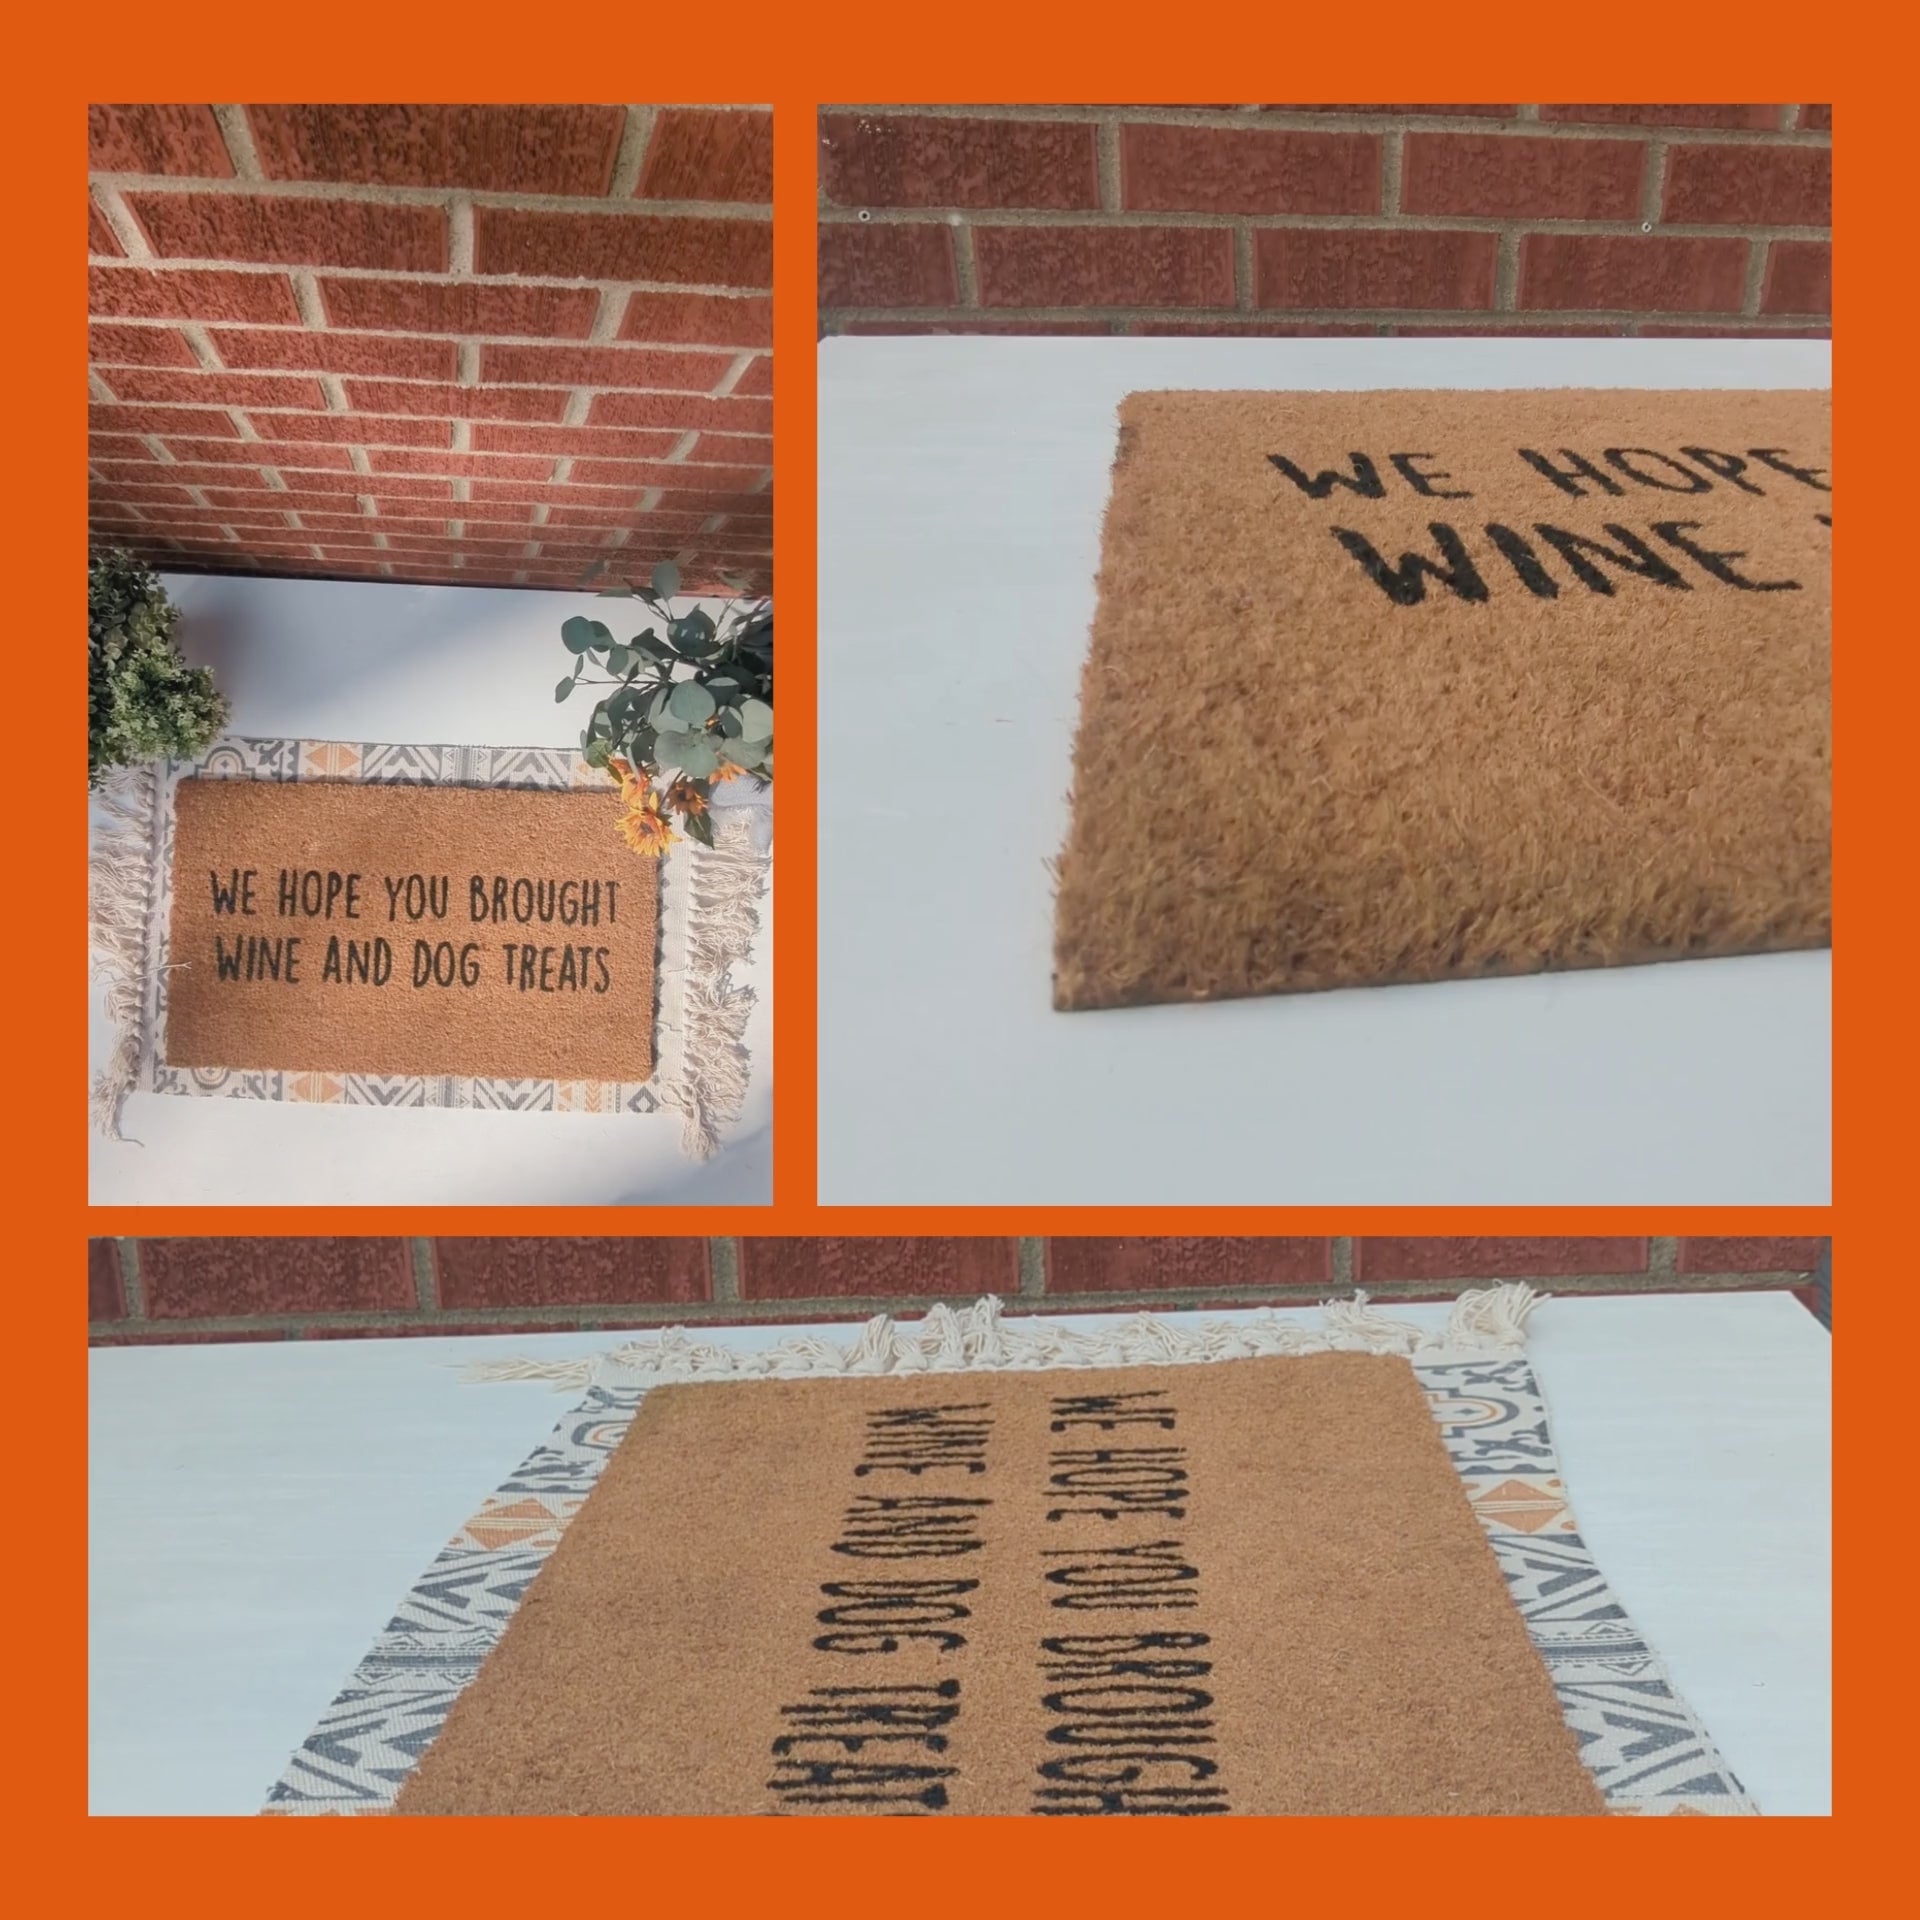 WE HOPE YOU BROUGHT
WINE AND DOG TREATS
WE HOPE
WINE
WE HOPE YOU BROUGH
WINE AND DOG TREAT